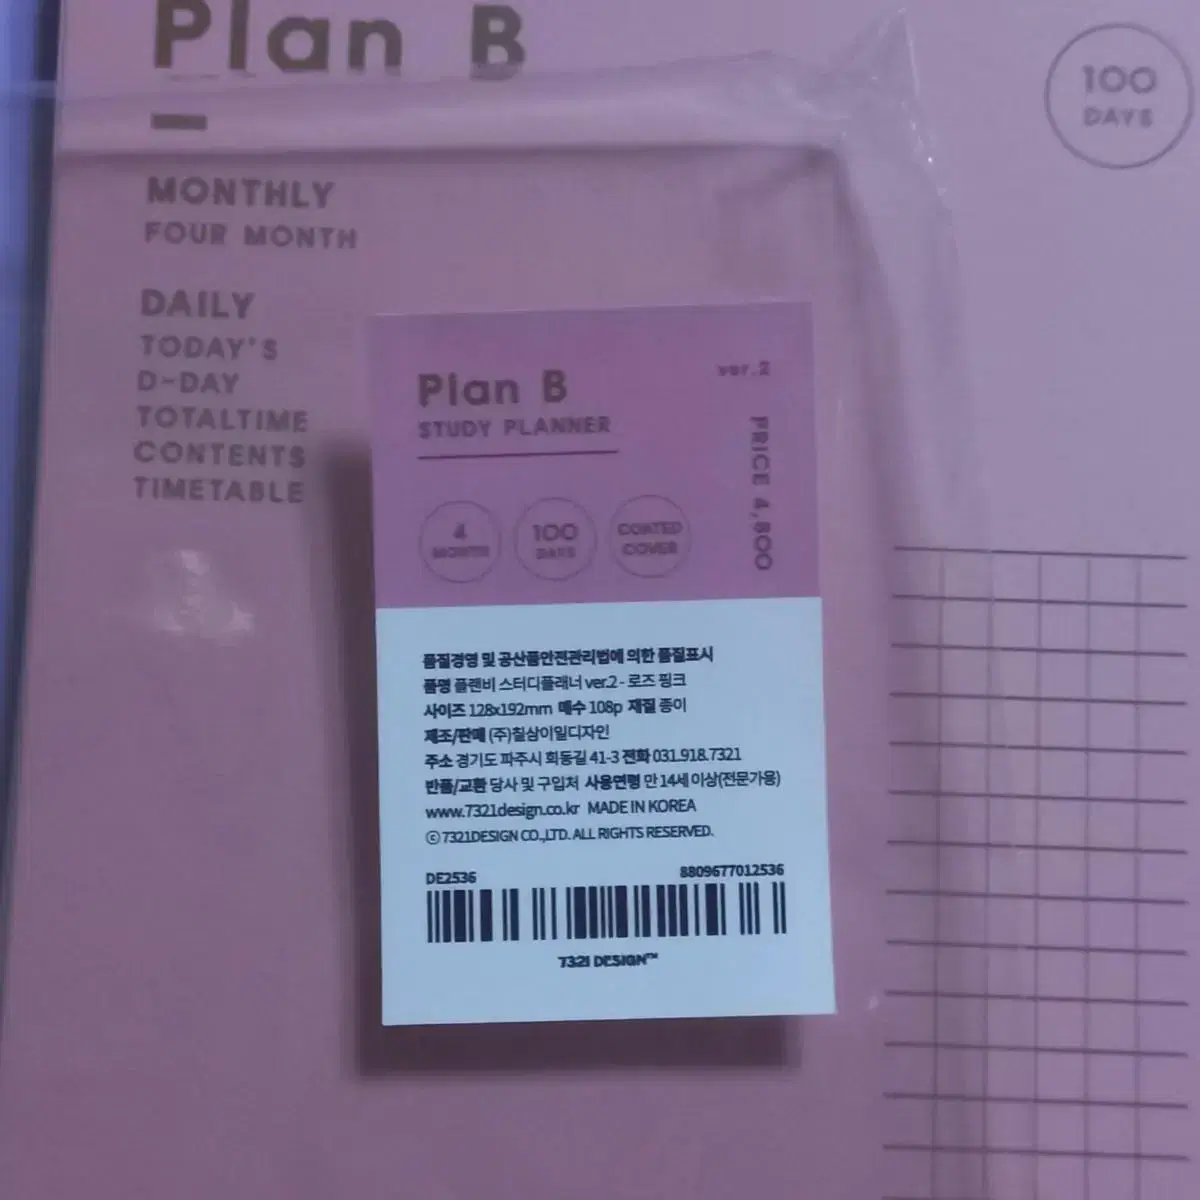 Plan B
100
DAYS
MONTHLY
FOUR MONTH
DAILY
TODAY'S
D-DAY
TOTALTIME
CONTENTS
TIMETABLE
Plan B
ver.2
STUDY PLANNER
PRICE 4,800
4
MONTH
100
DAYS
COATED
COVER
품질경영 및 공산품안전관리법에 의한 품질표시
품명 플랜비 스터디플래너 ver.2 - 로즈 핑크
사이즈 128x192mm 매수 108p 재질 종이
제조/판매 (주)칠삼이일디자인
주소 경기도 파주시 회동길 41-3 전화 031.918.7321
반품/교환 당사 및 구입처 사용연령 만 14세 이상(전문가용)
www.7321design.co.kr MADE IN KOREA
ⓒ 7321DESIGN CO.,LTD. ALL RIGHTS RESERVED.
DE2536
8809677012536
7321 DESIGN™